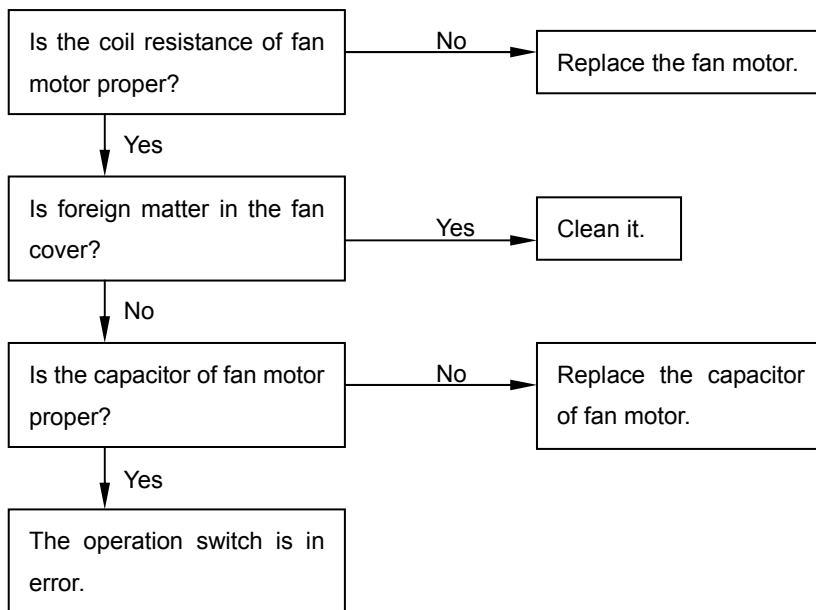 Is the coil resistance of fan
motor proper?
No
Replace the fan motor.
Yes
Is foreign matter in the fan
cover?
Yes
Clean it.
No
Is the capacitor of fan motor
proper?
No
Replace the capacitor
of fan motor.
Yes
The operation switch is in
error.